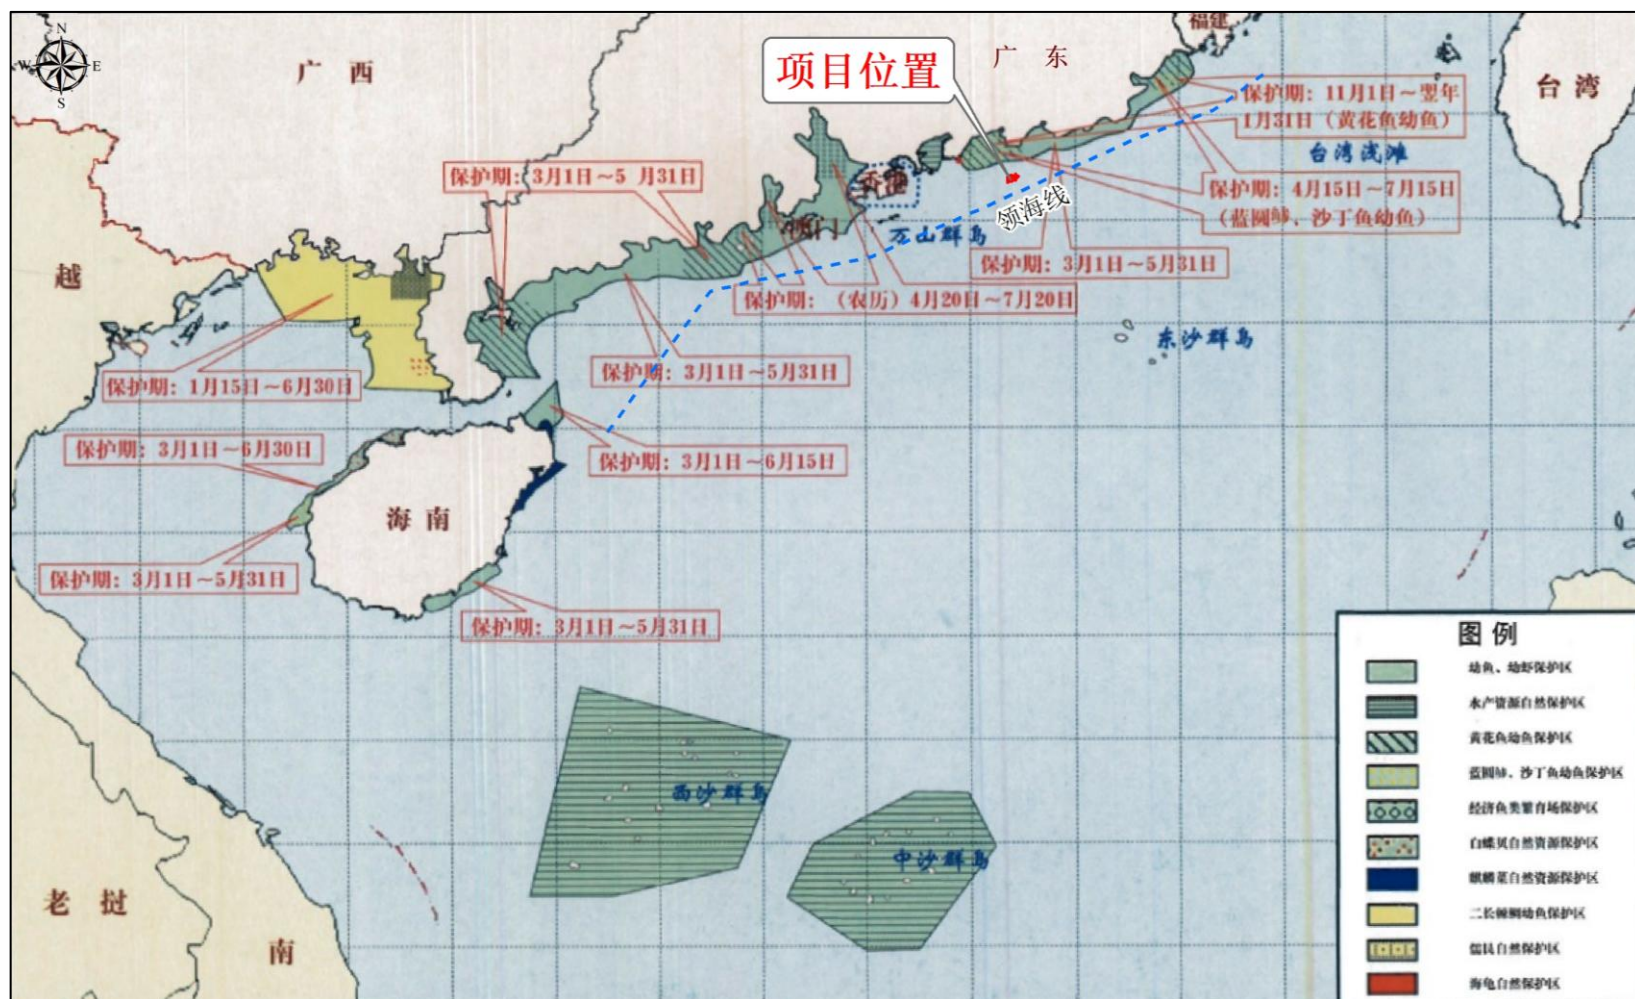 N
W
E
S
广 西
广 东
福建
台湾
项目位置
保护期：11月1日～翌年
1月31日（黄花鱼幼鱼）
台湾浅滩
保护期：3月1日～5 月31日
香港
保护期：4月15日～7月15日
（蓝圆鲹、沙丁鱼幼鱼）
领海线
澳门
万山群岛
保护期：3月1日～5月31日
越
保护期：（农历）4月20日～7月20日
东沙群岛
保护期：1月15日～6月30日
保护期：3月1日～5月31日
保护期：3月1日～6月30日
保护期：3月1日～6月15日
海 南
保护期：3月1日～5月31日
保护期：3月1日～5月31日
西沙群岛
中沙群岛
老 挝
南
图 例
幼鱼、幼虾保护区
水产资源自然保护区
黄花鱼幼鱼保护区
蓝圆鲹、沙丁鱼幼鱼保护区
经济鱼类繁育场保护区
白蝶贝自然资源保护区
麒麟菜自然资源保护区
二长棘鲷幼鱼保护区
儒艮自然保护区
海龟自然保护区